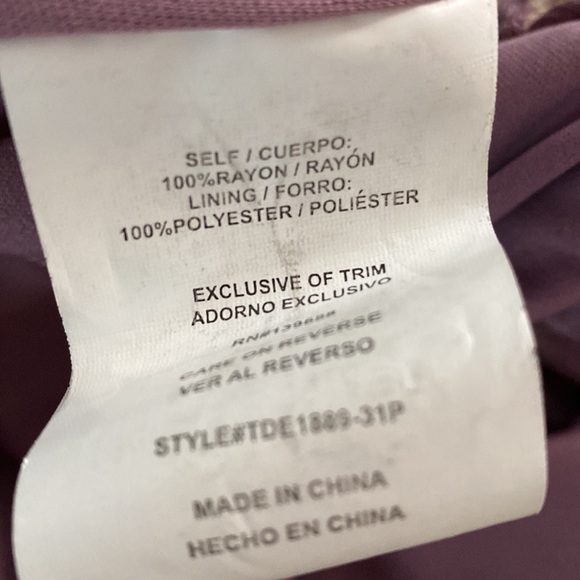 SELF / CUERPO:
100%RAYON / RAYÓN
LINING / FORRO:
100%POLYESTER / POLIÉSTER
EXCLUSIVE OF TRIM
ADORNO EXCLUSIVO
CARE ON REVERSE
VER AL REVERSO
STYLE#TDE1889-31P
MADE IN CHINA
HECHO EN CHINA